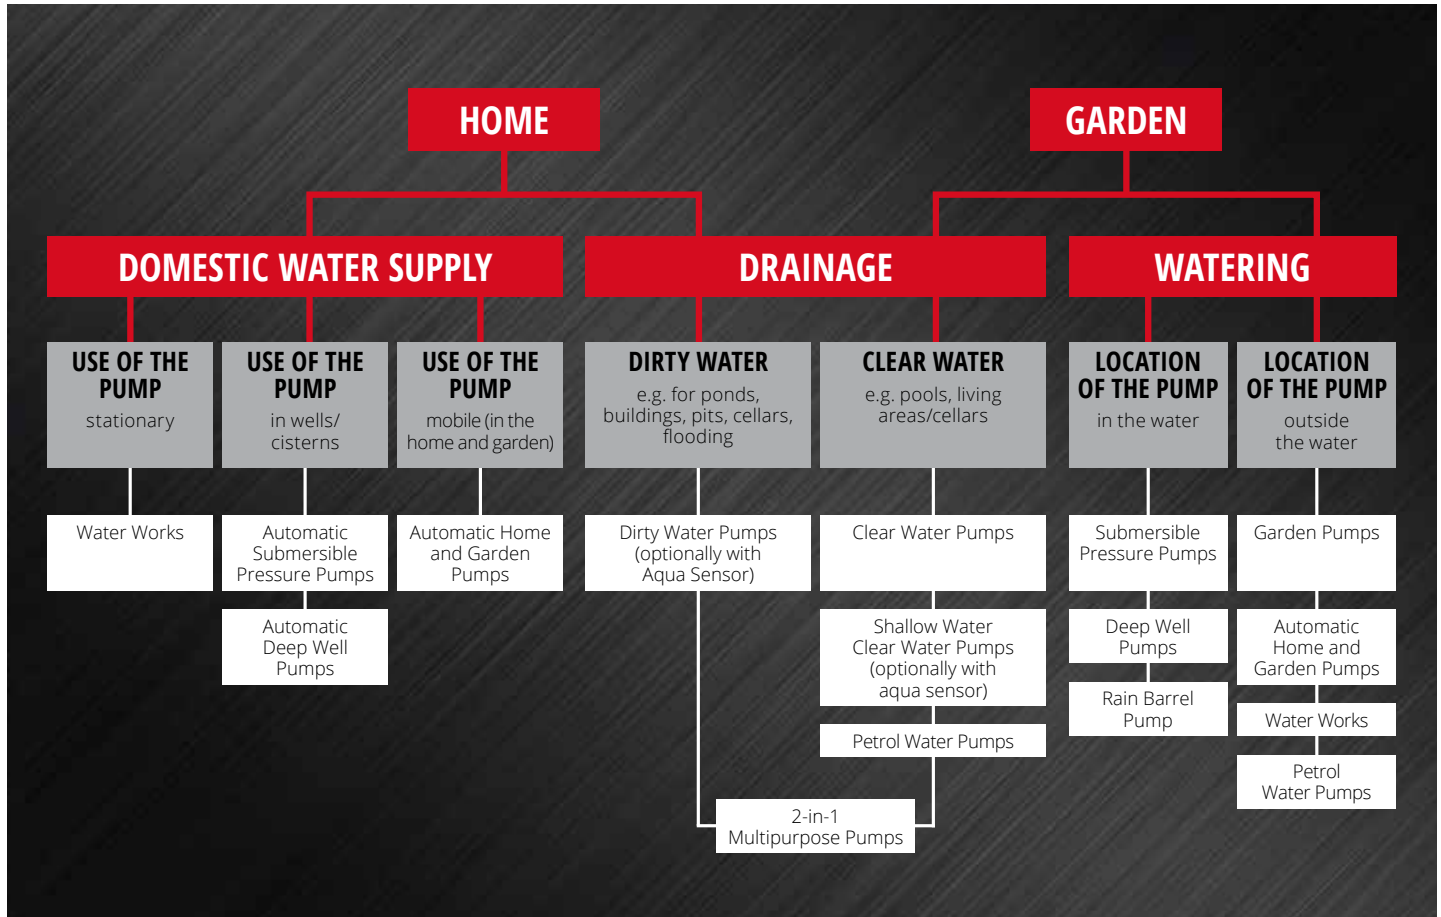 HOME
GARDEN
DOMESTIC WATER SUPPLY
DRAINAGE
WATERING
USE OF THE
PUMP
stationary
USE OF THE
PUMP
in wells/
cisterns
USE OF THE
PUMP
mobile (in the
home and garden)
DIRTY WATER
e.g. for ponds,
buildings, pits, cellars,
flooding
CLEAR WATER
e.g. pools, living
areas/cellars
LOCATION
OF THE PUMP
in the water
LOCATION
OF THE PUMP
outside
the water
Water Works
Automatic
Submersible
Pressure Pumps
Automatic Home
and Garden
Pumps
Dirty Water Pumps
(optionally with
Aqua Sensor)
Clear Water Pumps
Submersible
Pressure Pumps
Garden Pumps
Automatic
Deep Well
Pumps
Shallow Water
Clear Water Pumps
(optionally with
aqua sensor)
Deep Well
Pumps
Automatic
Home and
Garden Pumps
Rain Barrel
Pump
Water Works
Petrol Water Pumps
Petrol
Water Pumps
2-in-1
Multipurpose Pumps